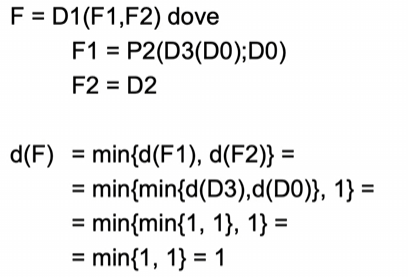 F = D1(F1,F2) dove
F1 = P2(D3(D0);D0)
F2 = D2
d(F) = min{d(F1), d(F2)} =
= min{min{d(D3),d(D0)}, 1} =
= min{min{1, 1}, 1} =
= min{1, 1} = 1